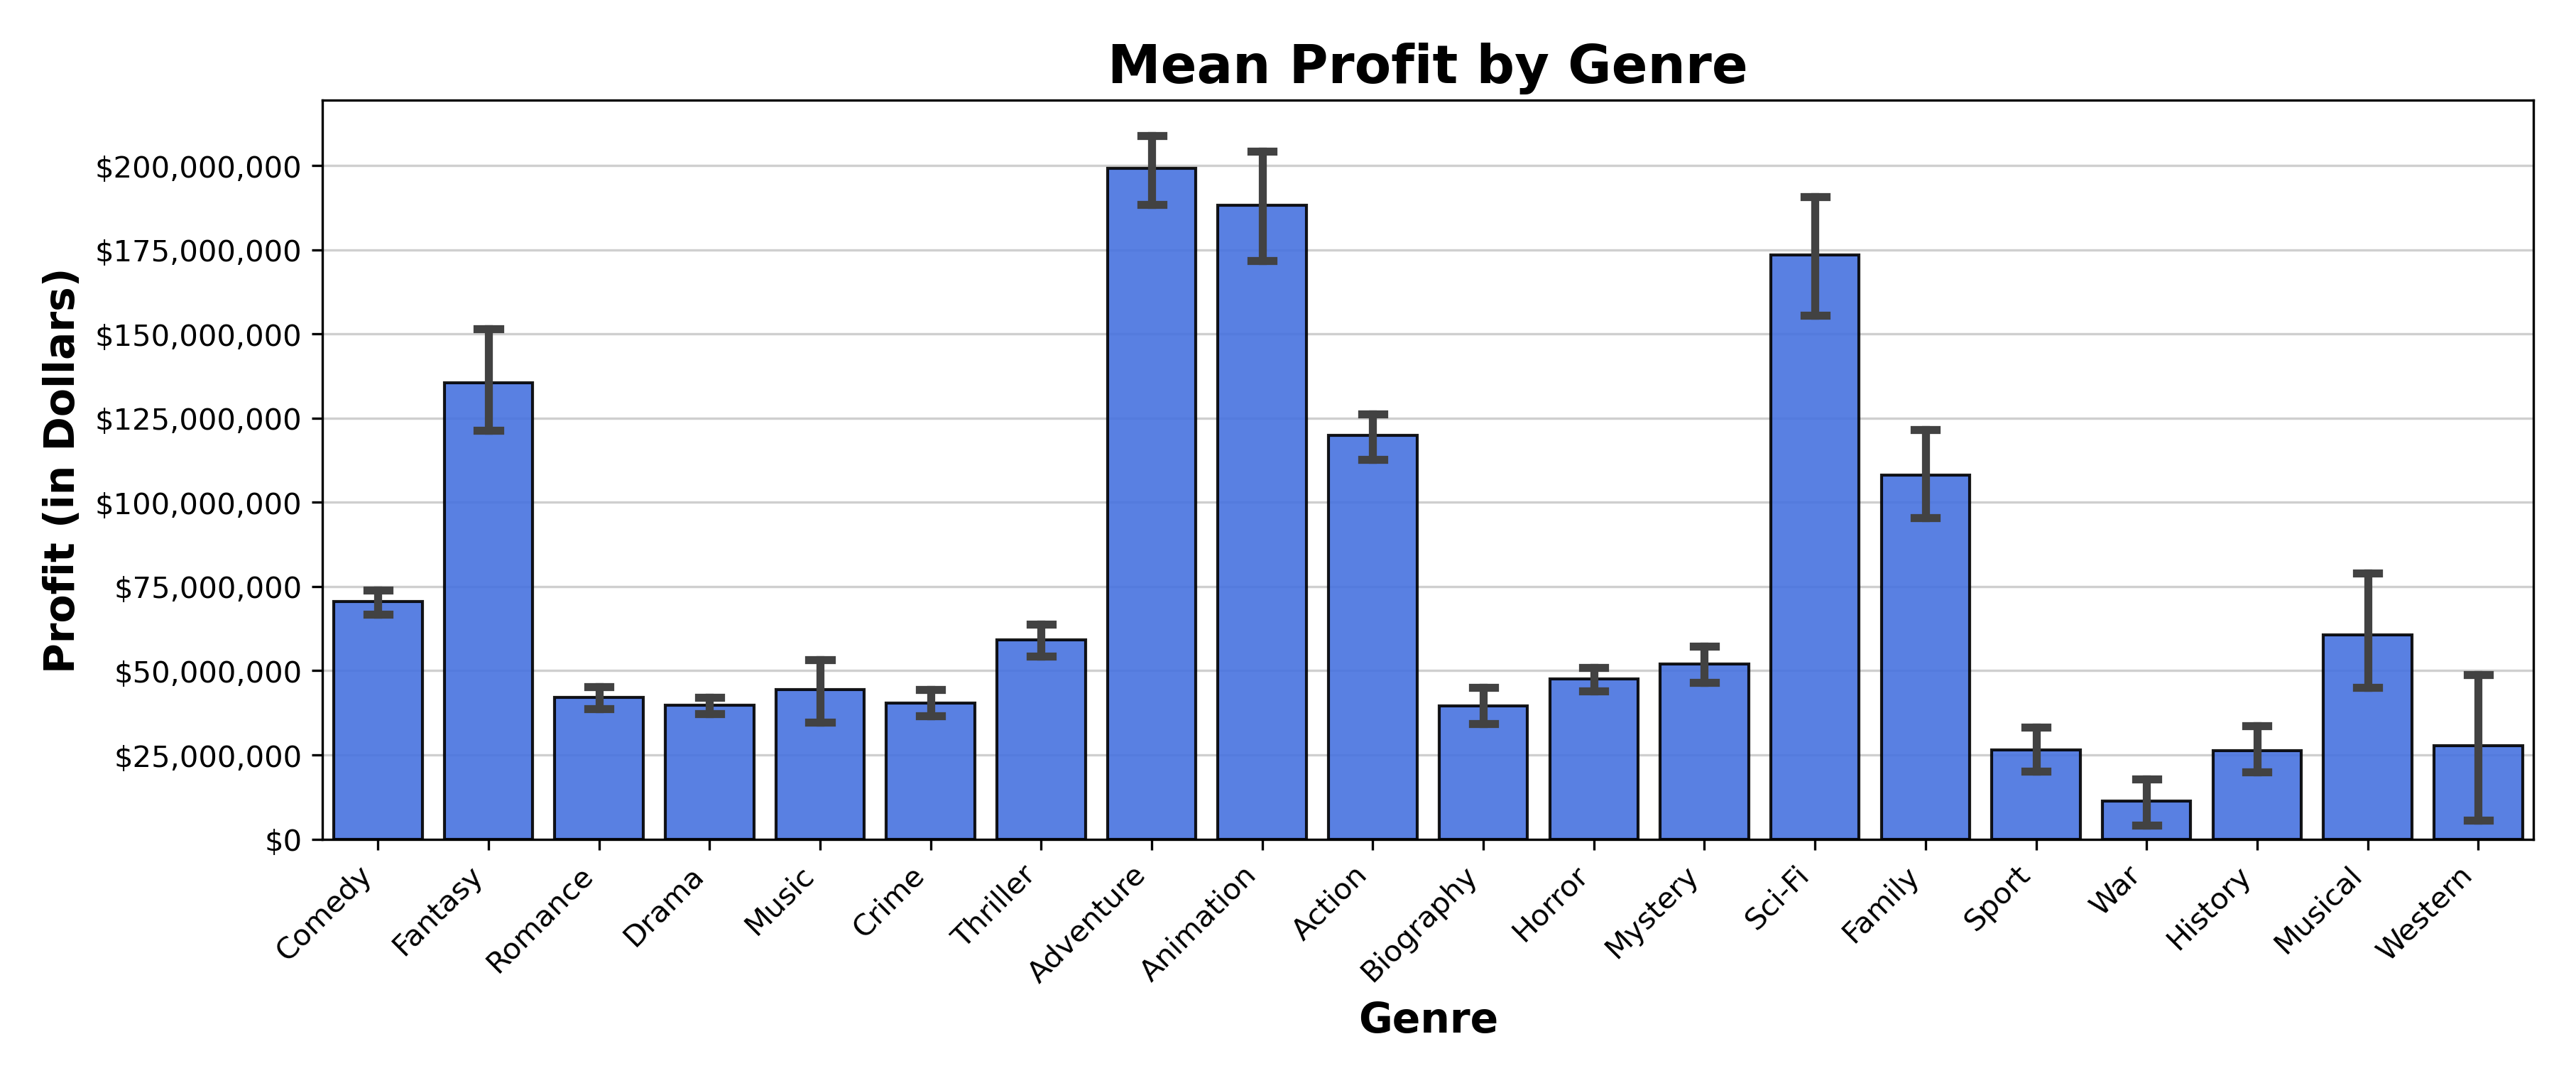 Mean Profit by Genre
Profit (in Dollars)
$200,000,000
$175,000,000
$150,000,000
$125,000,000
$100,000,000
$75,000,000
$50,000,000
$25,000,000
$0
Comedy
Fantasy
Romance
Drama
Music
Crime
Thriller
Adventure
Animation
Action
Biography
Horror
Mystery
Sci-Fi
Family
Sport
War
History
Musical
Western
Genre